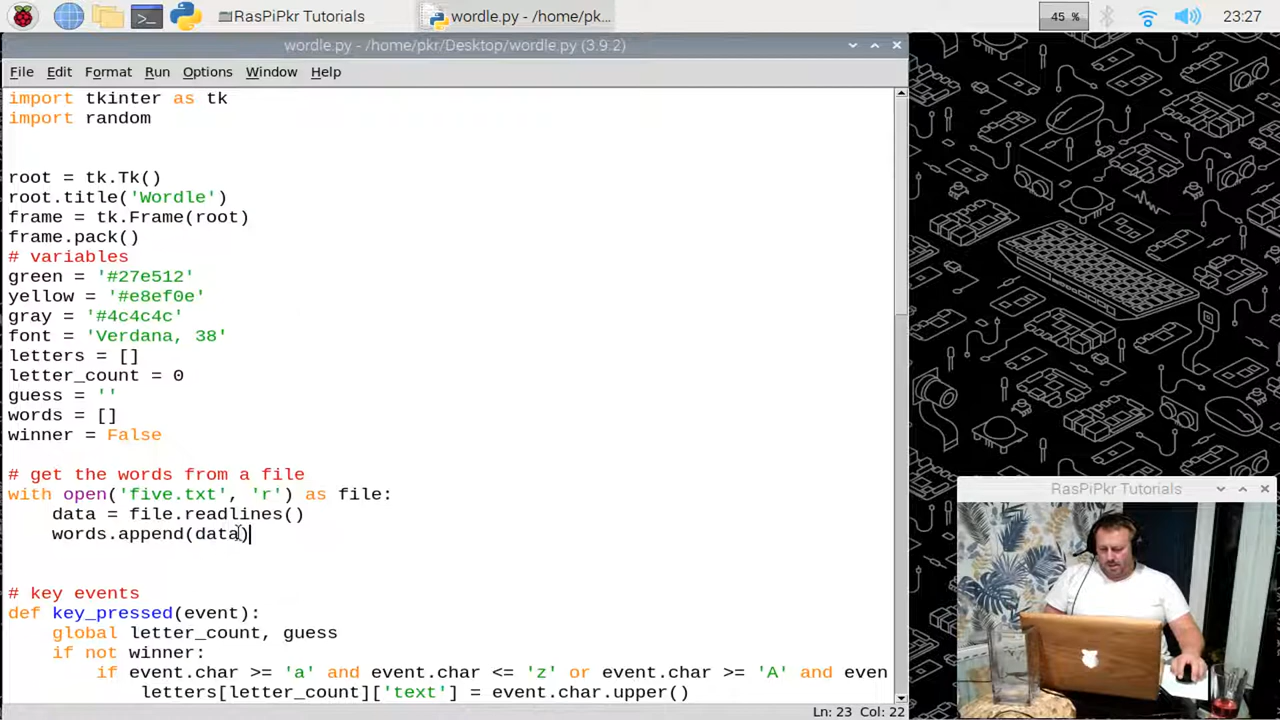 RasPiPkr Tutorials
wordle.py - /home/pk...
45 %
23:27
wordle.py - /home/pkr/Desktop/wordle.py (3.9.2)
File Edit Format Run Options Window Help
import tkinter as tk
import random
root = tk.Tk()
root.title('Wordle')
frame = tk.Frame(root)
frame.pack()
# variables
green = '#27e512'
yellow = '#e8ef0e'
gray = '#4c4c4c'
font = 'Verdana, 38'
letters = []
letter_count = 0
guess = ''
words = []
winner = False
# get the words from a file
with open('five.txt', 'r') as file:
    data = file.readlines()
    words.append(data)
# key events
def key_pressed(event):
    global letter_count, guess
    if not winner:
        if event.char >= 'a' and event.char <= 'z' or event.char >= 'A' and even
            letters[letter_count]['text'] = event.char.upper()
Ln: 23 Col: 22
RasPiPkr Tutorials